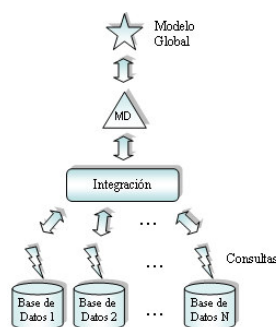 Modelo
Global
MD
Integración
...
... Consultas
Base de
Datos 1
Base de
Datos 2
...
Base de
Datos N